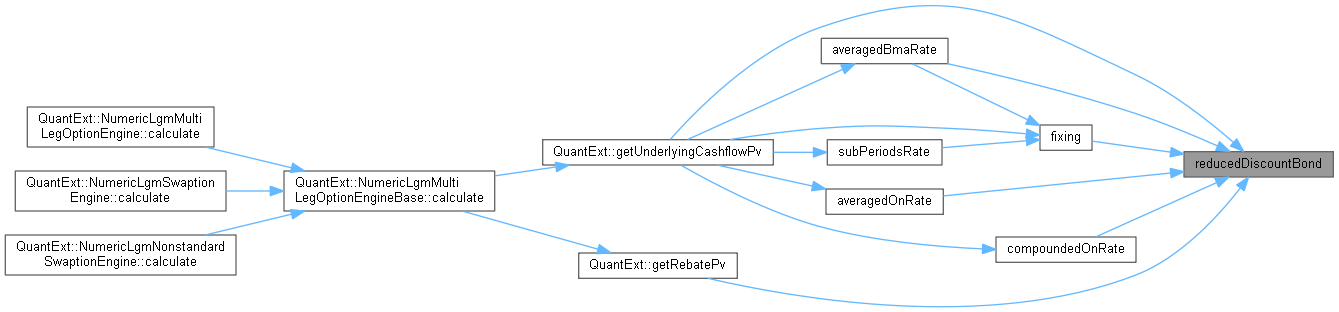 QuantExt::NumericLgmMulti
LegOptionEngine::calculate
QuantExt::NumericLgmSwaption
Engine::calculate
QuantExt::NumericLgmNonstandard
SwaptionEngine::calculate
QuantExt::NumericLgmMulti
LegOptionEngineBase::calculate
QuantExt::getUnderlyingCashflowPv
QuantExt::getRebatePv
averagedBmaRate
subPeriodsRate
averagedOnRate
fixing
compoundedOnRate
reducedDiscountBond